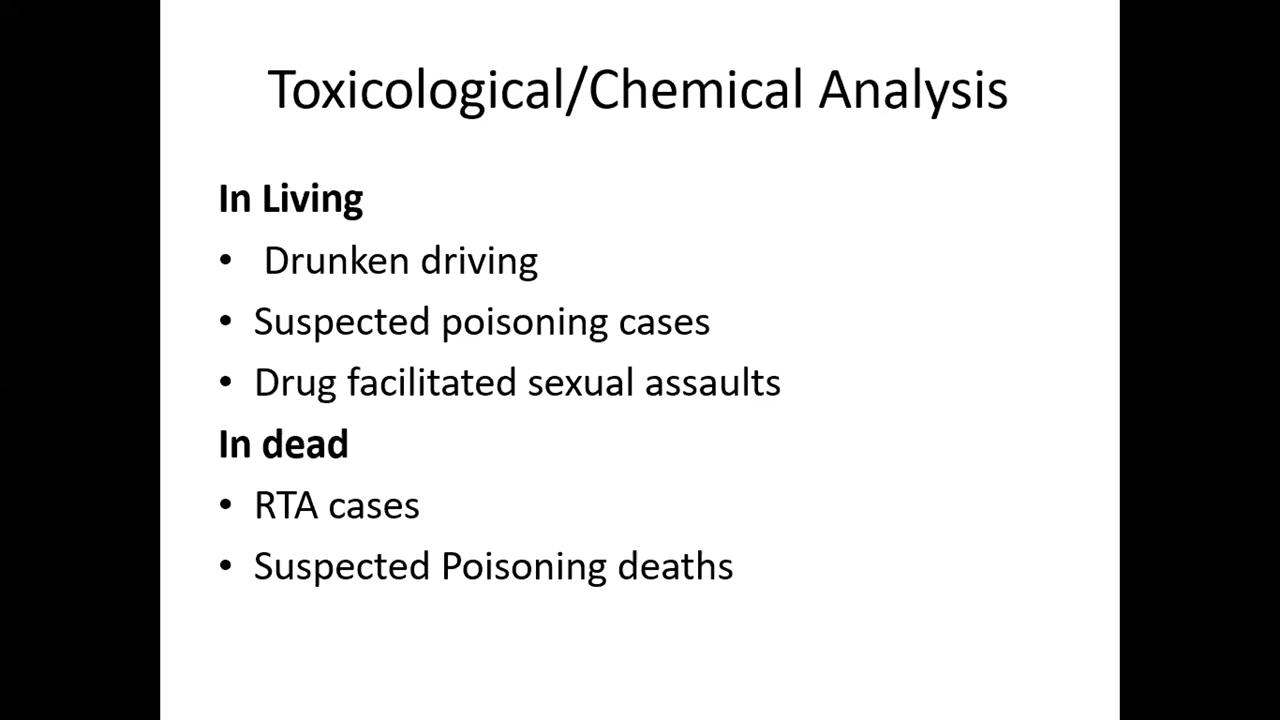 Toxicological/Chemical Analysis
In Living
• Drunken driving
• Suspected poisoning cases
• Drug facilitated sexual assaults
In dead
• RTA cases
• Suspected Poisoning deaths